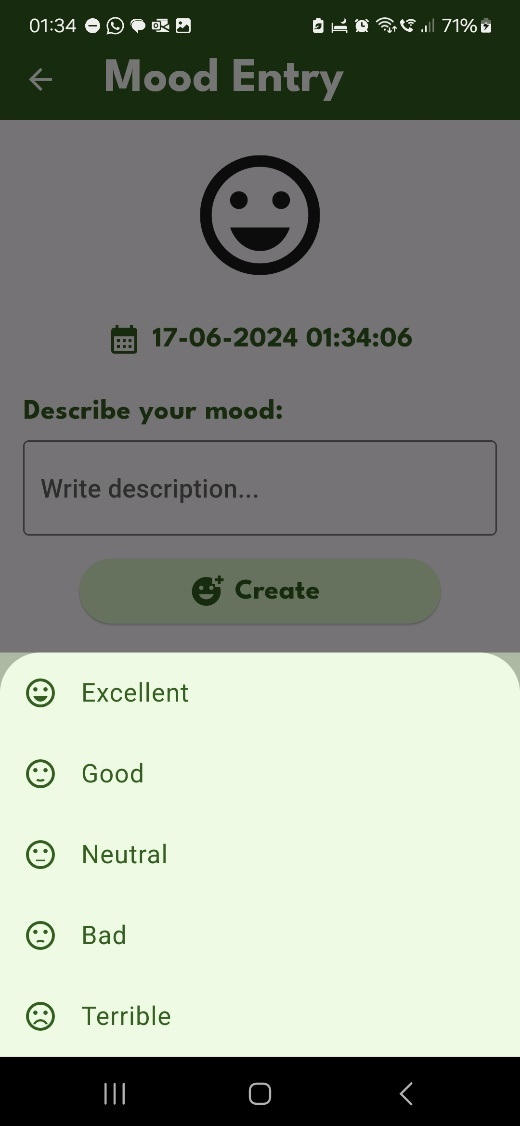 01:34
71%
Mood Entry
17-06-2024 01:34:06
Describe your mood:
Write description...
Create
Excellent
Good
Neutral
Bad
Terrible